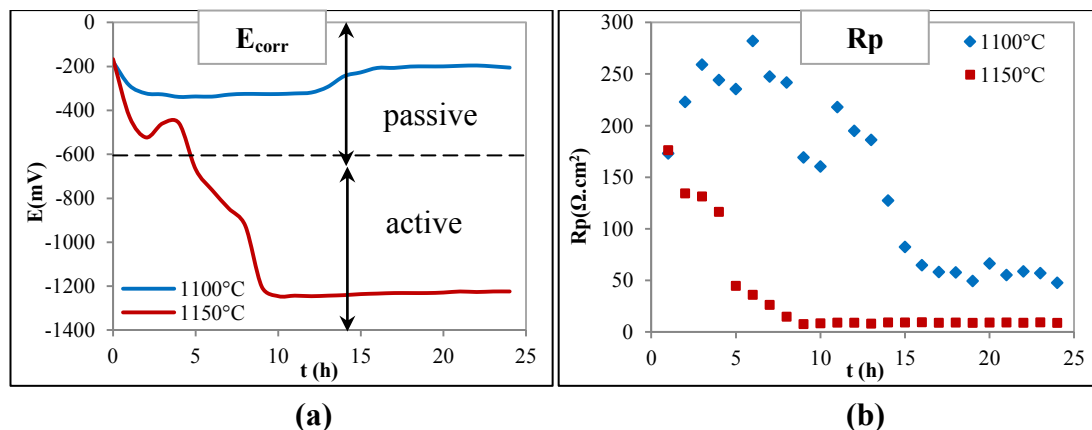 E_corr
E(mV)
0
-200
-400
-600
-800
-1000
-1200
-1400
passive
active
1100°C
1150°C
0 5 10 15 20 25
t (h)
(a)
Rp
Rp(Ω.cm²)
300
250
200
150
100
50
0
1100°C
1150°C
0 5 10 15 20 25
t (h)
(b)